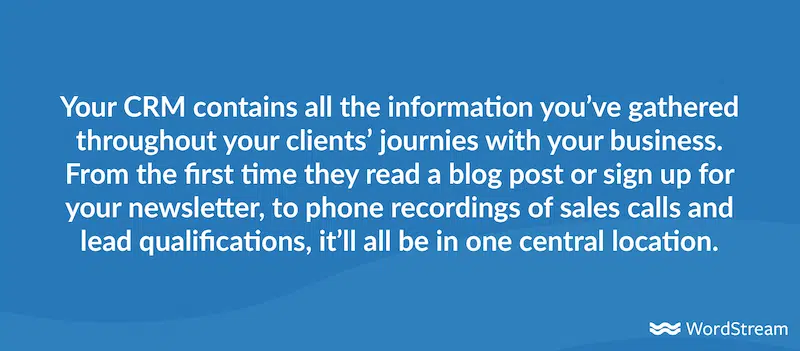 Your CRM contains all the information you’ve gathered
throughout your clients’ journies with your business.
From the first time they read a blog post or sign up for
your newsletter, to phone recordings of sales calls and
lead qualifications, it’ll all be in one central location.
WordStream